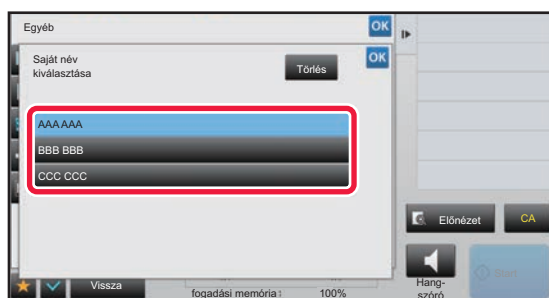 Egyéb
OK
Saját név
kiválasztása
Törlés
OK
AAA AAA
BBB BBB
CCC CCC
Előnézet
CA
Vissza
fogadási memória:
100%
Hang-
szóró
Start